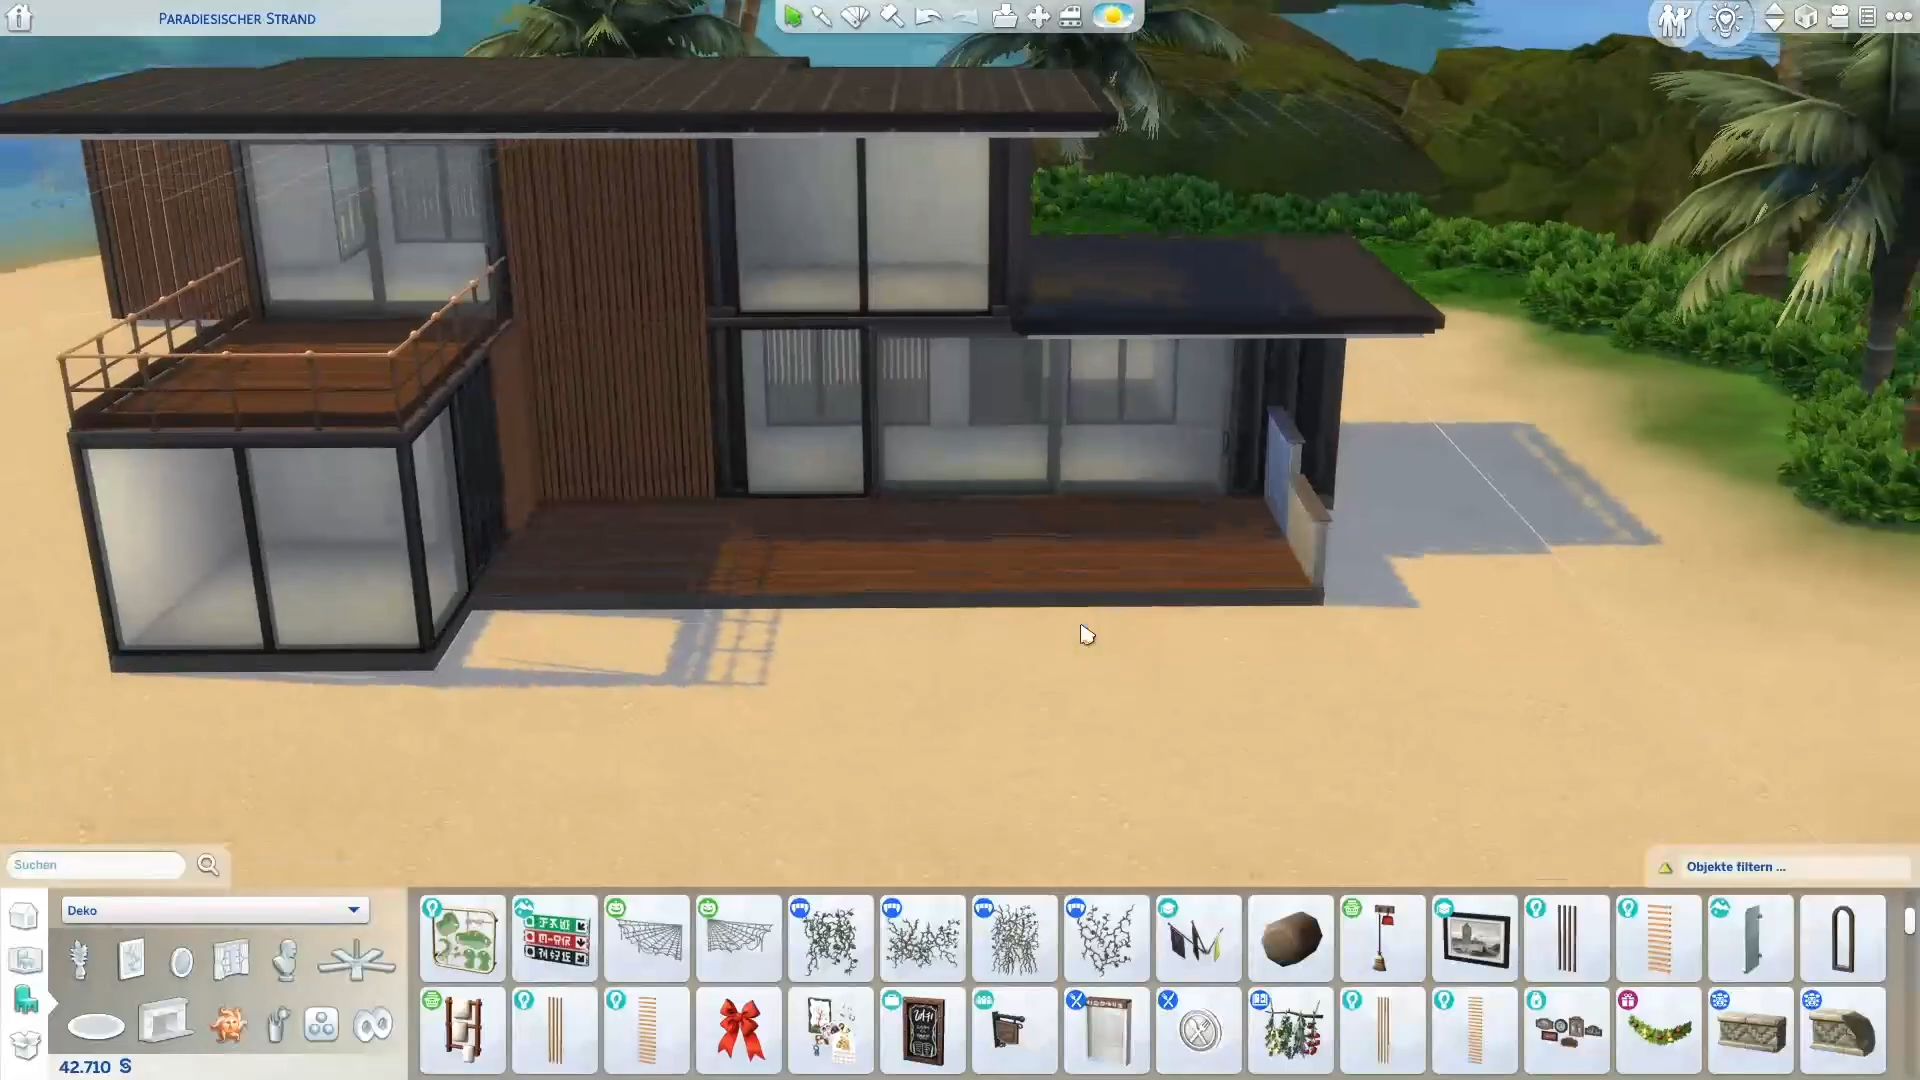 Paradiesischer Strand
Suchen
Objekte filtern ...
Deko
42.710 S